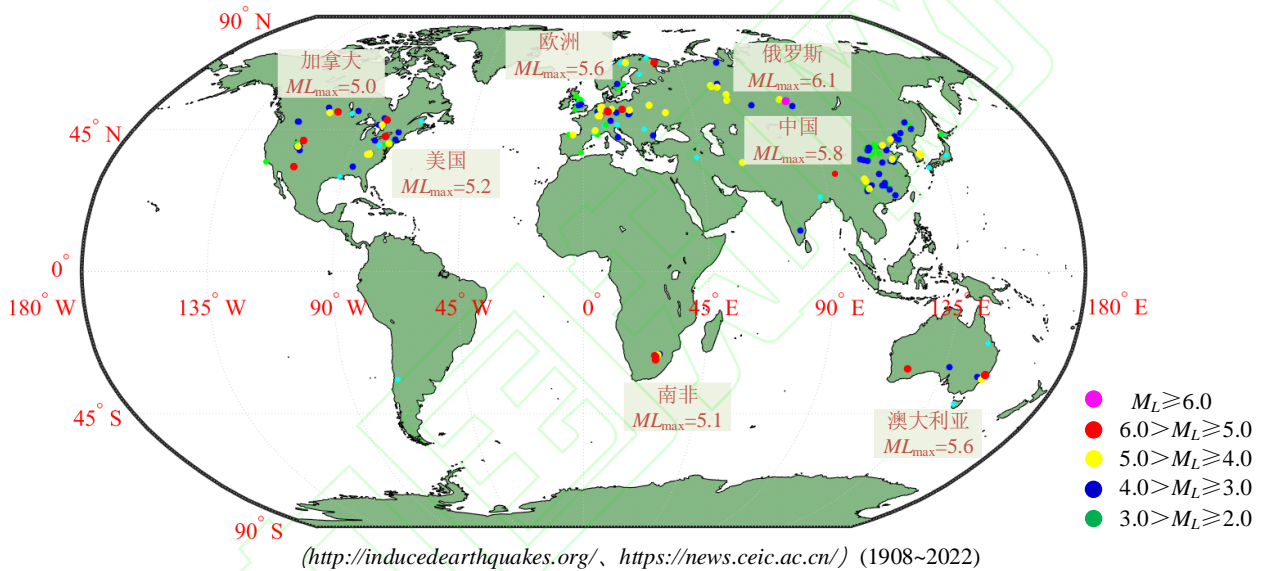 90° N
加拿大
MLmax=5.0
欧洲
MLmax=5.6
俄罗斯
MLmax=6.1
45° N
中国
MLmax=5.8
美国
MLmax=5.2
0°
180° W
135° W
90° W
45° W
0°
45° E
90° E
135° E
180° E
45° S
南非
MLmax=5.1
澳大利亚
MLmax=5.6
90° S
ML≥6.0
6.0>ML≥5.0
5.0>ML≥4.0
4.0>ML≥3.0
3.0>ML≥2.0
(http://inducedearthquakes.org/、https://news.ceic.ac.cn/) (1908~2022)